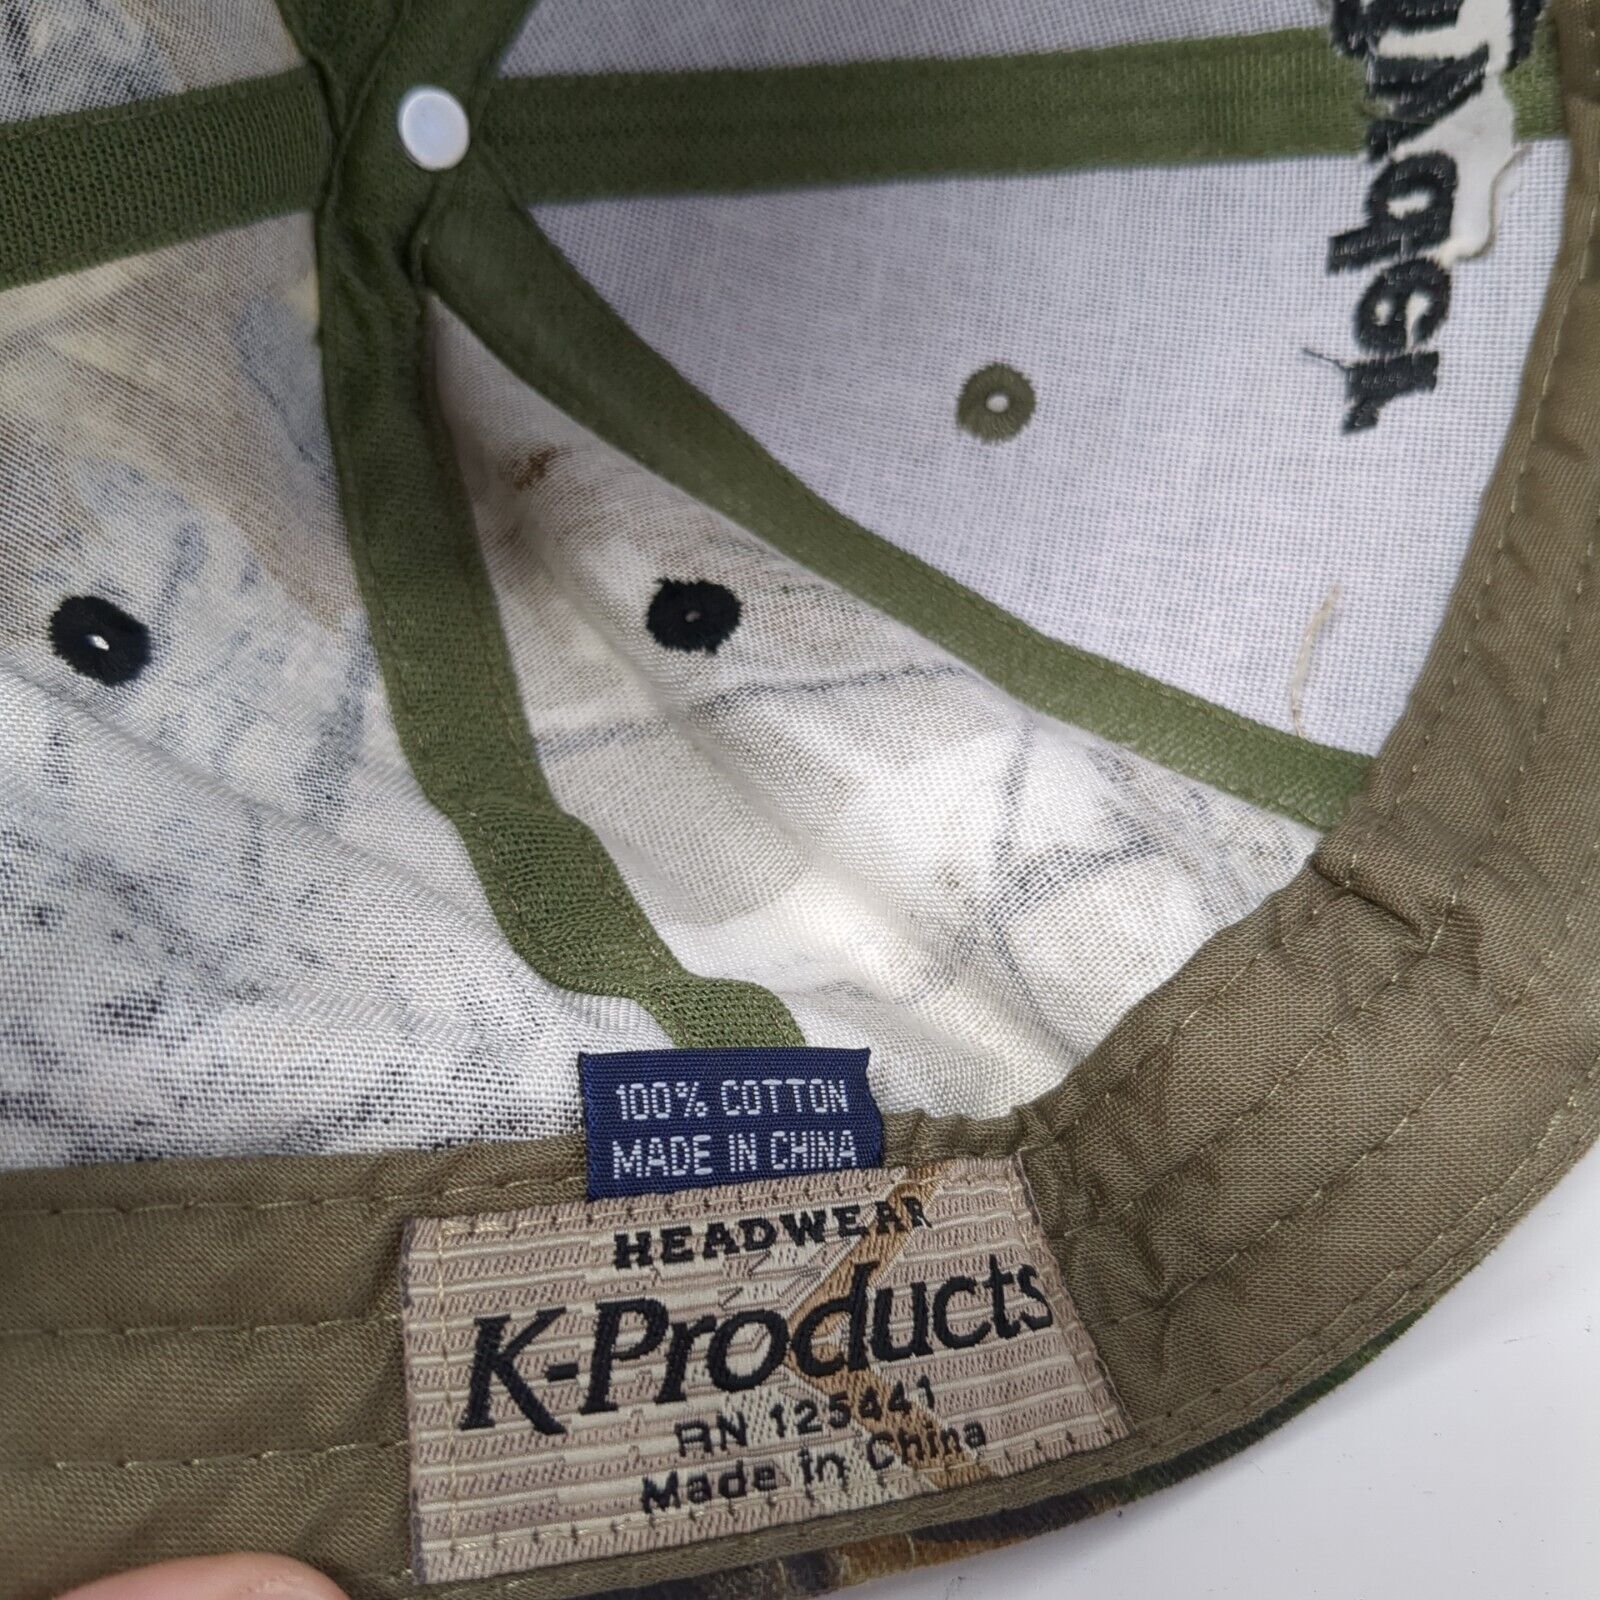 100% COTTON
MADE IN CHINA
HEADWEAR
K-Products
RN 125441
Made in China